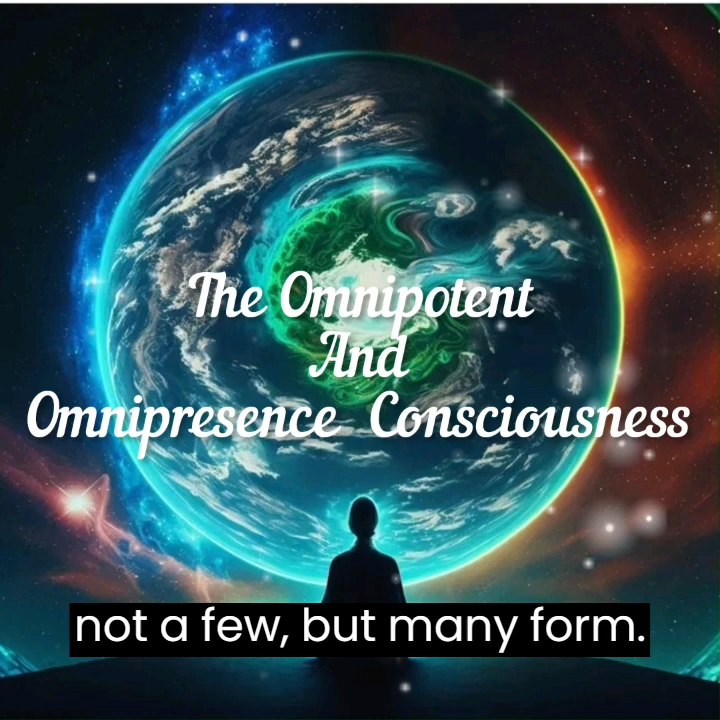 The Omnipotent
And
Omnipresence Consciousness
not a few, but many form.